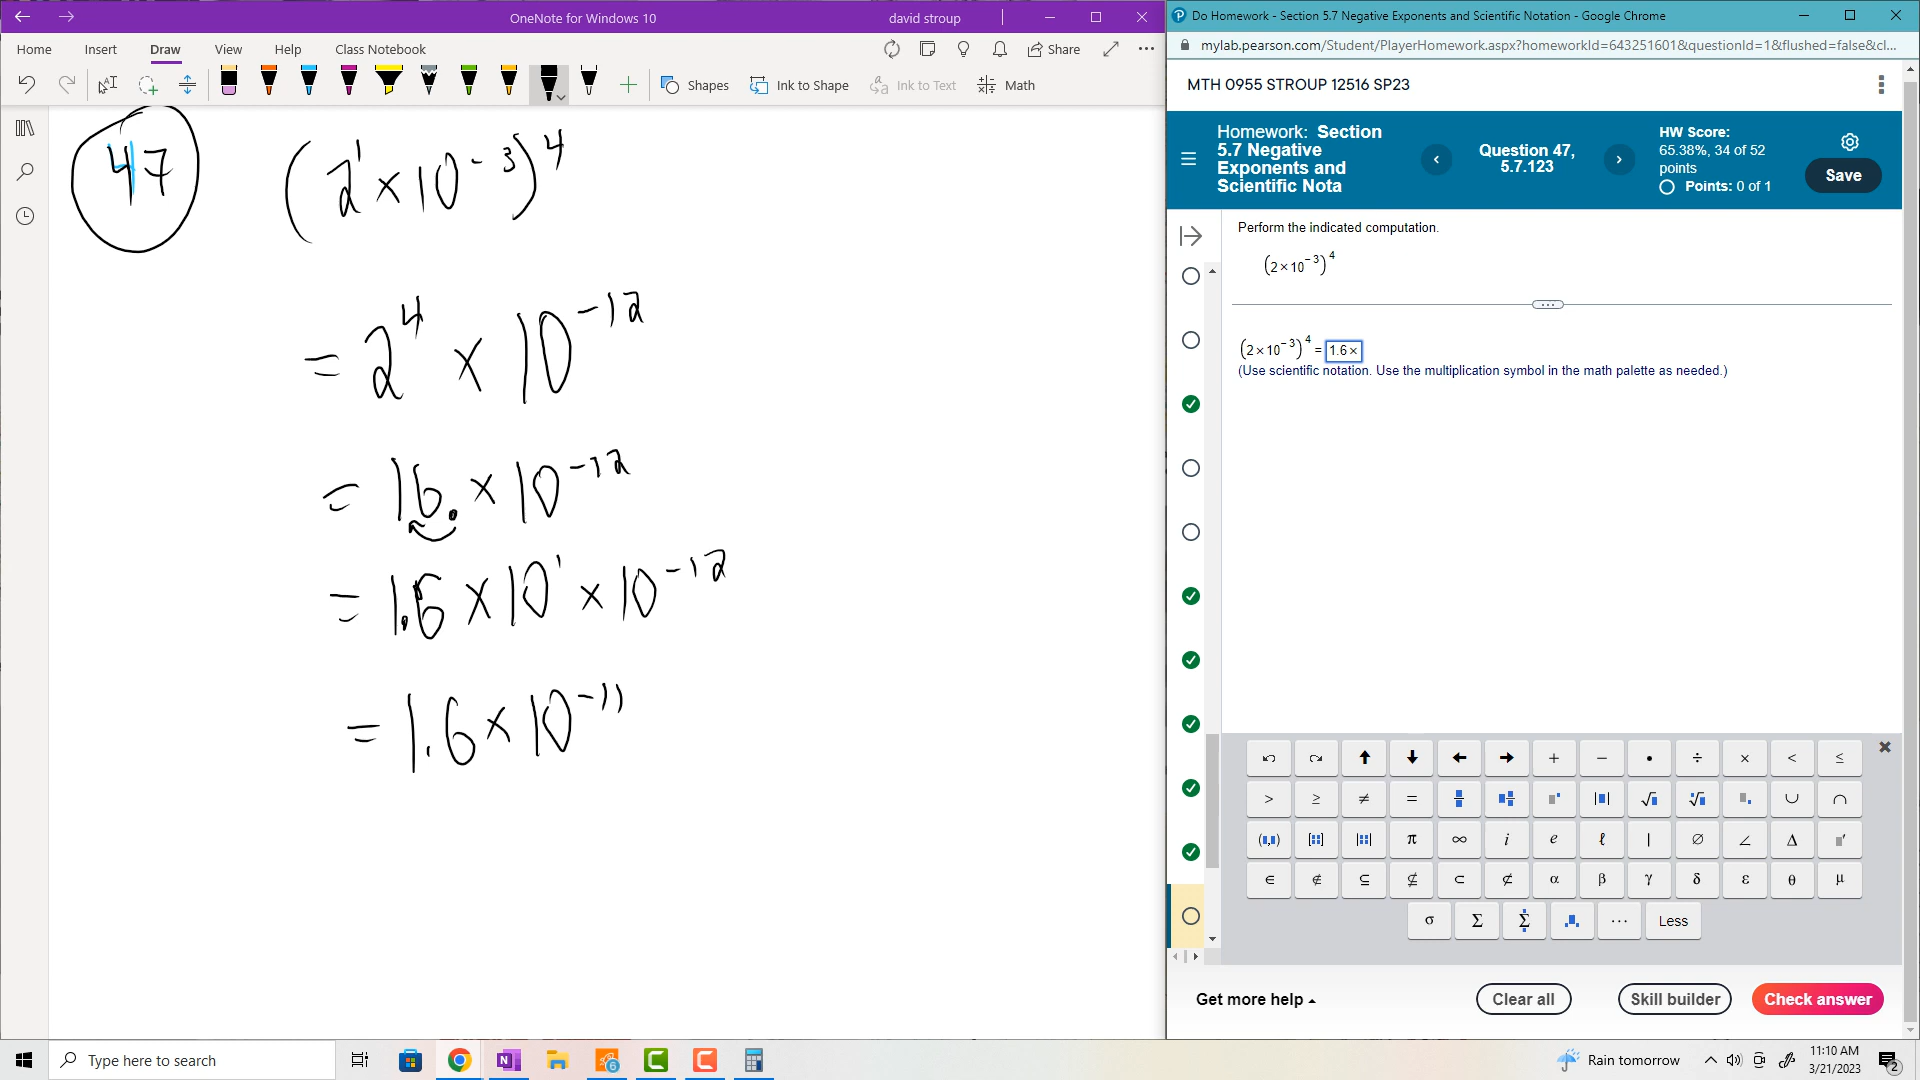 OneNote for Windows 10
david stroup
Home Insert Draw View Help Class Notebook
Share
Shapes
Ink to Shape
Ink to Text
Math
47
(2¹ × 10⁻³)⁴
= 2⁴ × 10⁻¹²
= 16. × 10⁻¹²
= 1.6 × 10¹ × 10⁻¹²
= 1.6 × 10⁻¹¹
Do Homework - Section 5.7 Negative Exponents and Scientific Notation - Google Chrome
mylab.pearson.com/Student/PlayerHomework.aspx?homeworkId=643251601&questionId=1&flushed=false&cl...
MTH 0955 STROUP 12516 SP23
Homework: Section
5.7 Negative
Exponents and
Scientific Nota
Question 47,
5.7.123
HW Score:
65.38%, 34 of 52
points
Points: 0 of 1
Save
Perform the indicated computation.
(2×10⁻³)⁴
(2×10⁻³)⁴ = 1.6×
(Use scientific notation. Use the multiplication symbol in the math palette as needed.)
+ − • ÷ × < ≤
> ≥ ≠ = |▯| √▯ ∪ ∩
(▯,▯) π ∞ i e ℓ | ∅ ∠ Δ ▯′
∈ ∉ ⊆ ⊈ ⊂ ⊄ α β γ δ ε θ μ
σ Σ Σ ... Less
Get more help
Clear all
Skill builder
Check answer
Type here to search
Rain tomorrow
11:10 AM
3/21/2023
2